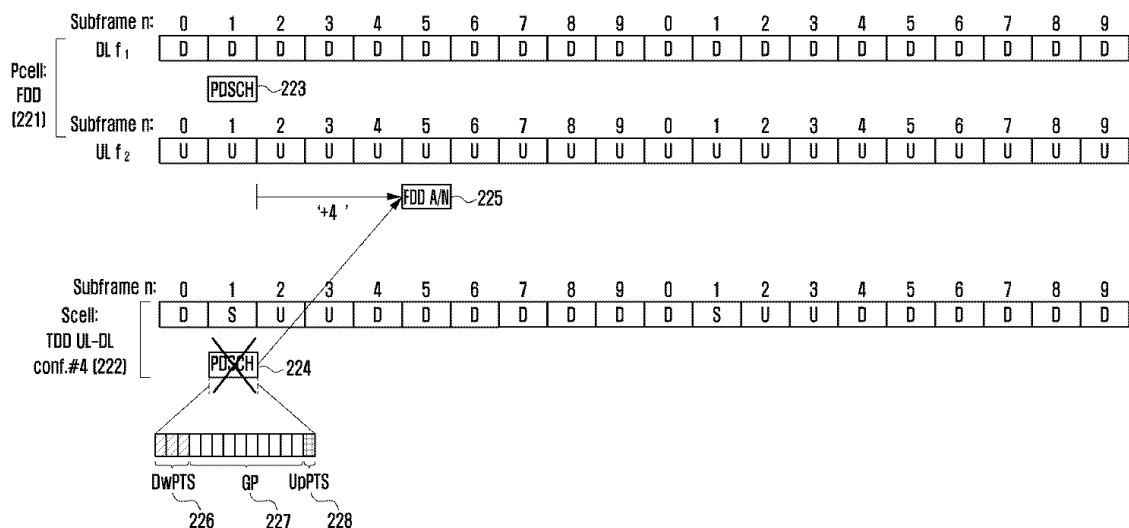 Subframe n: 0 1 2 3 4 5 6 7 8 9 0 1 2 3 4 5 6 7 8 9
Pcell: FDD (221)
DL f1 D D D D D D D D D D D D D D D D D D D D
PDSCH 223
Subframe n: 0 1 2 3 4 5 6 7 8 9 0 1 2 3 4 5 6 7 8 9
UL f2 U U U U U U U U U U U U U U U U U U U U
'+4 ' FDD A/N 225
Subframe n: 0 1 2 3 4 5 6 7 8 9 0 1 2 3 4 5 6 7 8 9
Scell: TDD UL-DL conf.#4 (222)
D S U U D D D D D D D S U U D D D D D D
PDSCH 224
DwPTS GP UpPTS
226 227 228